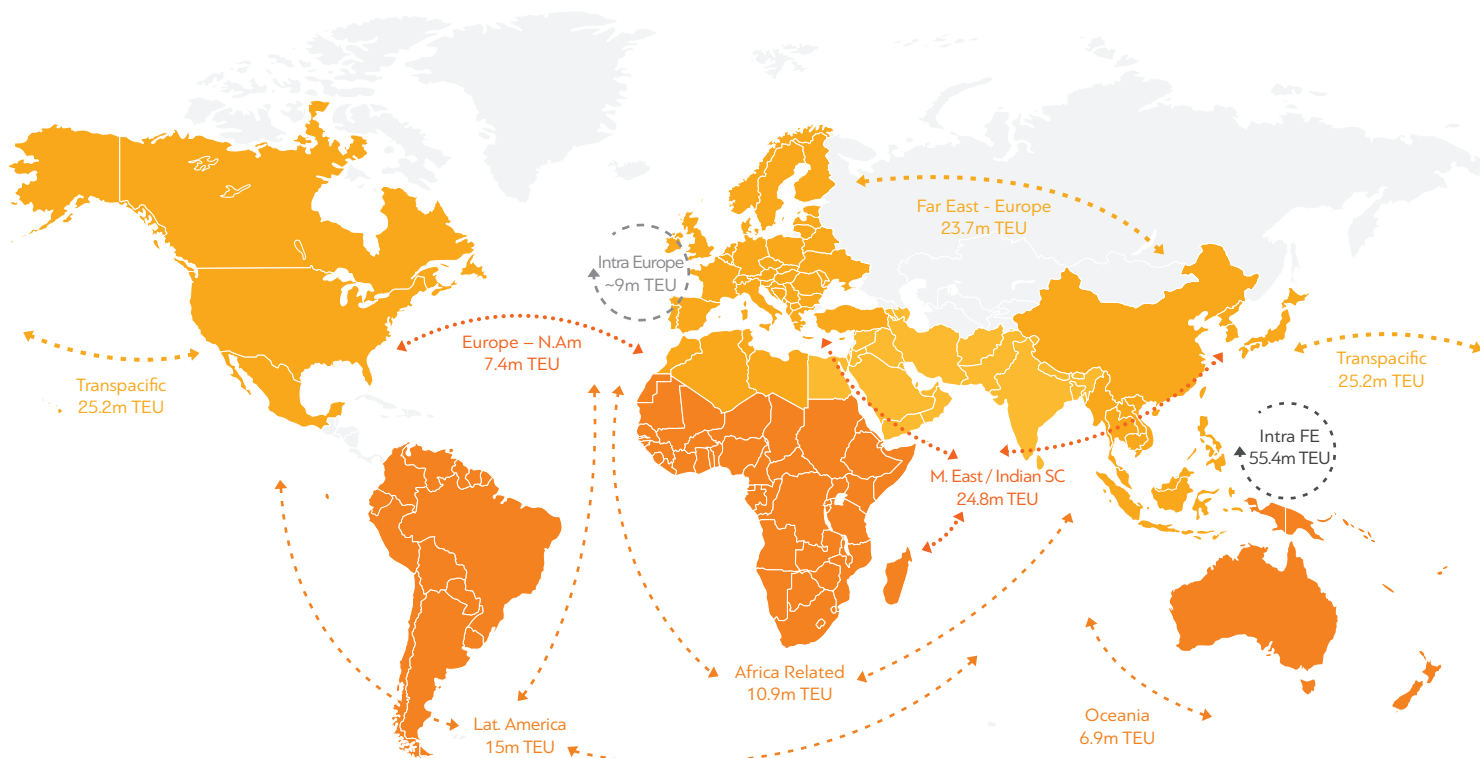 Far East - Europe
23.7m TEU
Intra Europe
~9m TEU
Europe – N.Am
7.4m TEU
Transpacific
25.2m TEU
Transpacific
25.2m TEU
Intra FE
55.4m TEU
M. East / Indian SC
24.8m TEU
Africa Related
10.9m TEU
Lat. America
15m TEU
Oceania
6.9m TEU